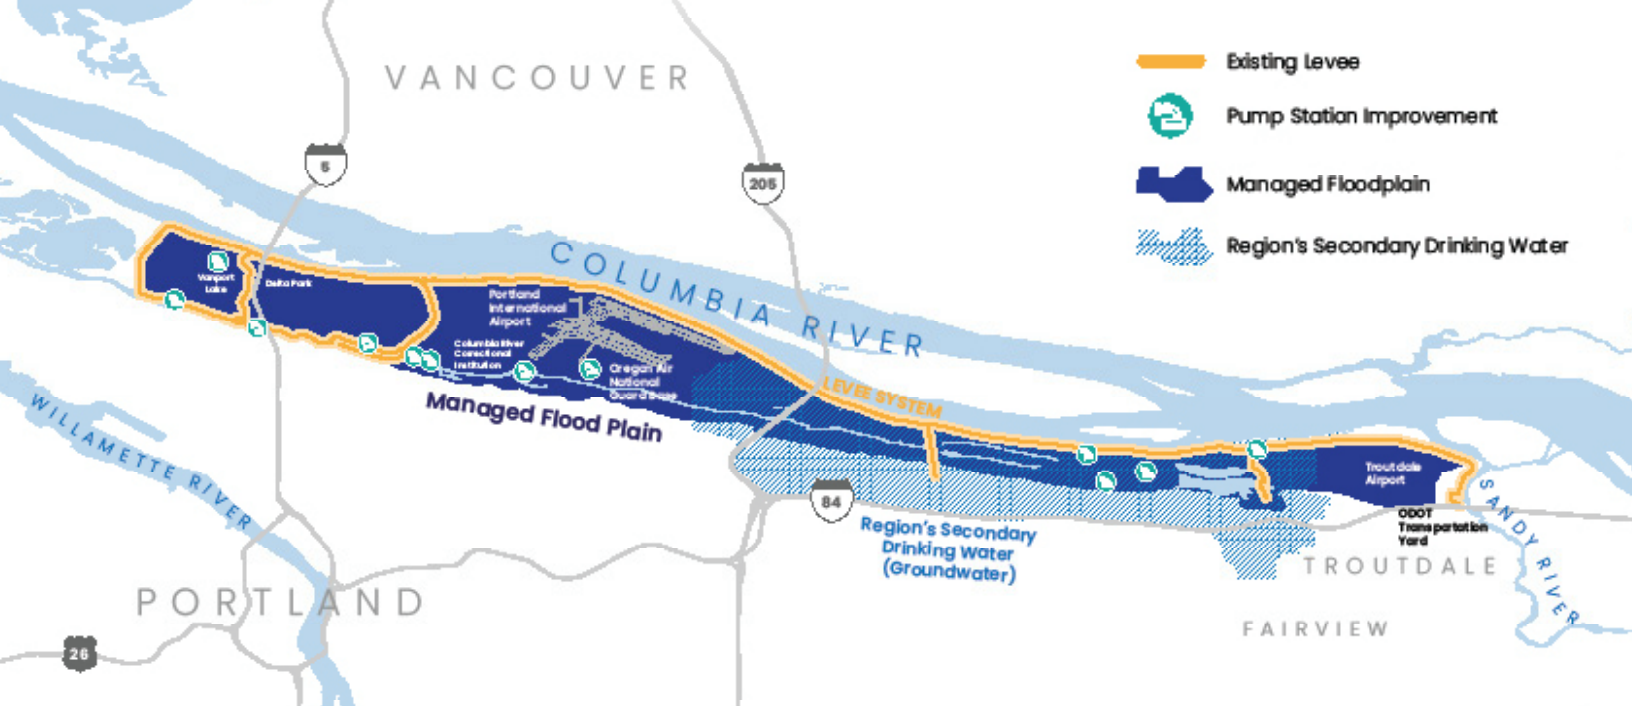 VANCOUVER
Existing Levee
Pump Station Improvement
Managed Floodplain
Region's Secondary Drinking Water
5
205
COLUMBIA RIVER
Vanport
Lake
Delta Park
Portland
International
Airport
Columbia River
Correctional
Institution
Oregon Air
National
Guard Base
LEVEE SYSTEM
Managed Flood Plain
WILLAMETTE RIVER
84
Region's Secondary
Drinking Water
(Groundwater)
Troutdale
Airport
ODOT
Transportation
Yard
SANDY RIVER
TROUTDALE
FAIRVIEW
PORTLAND
26